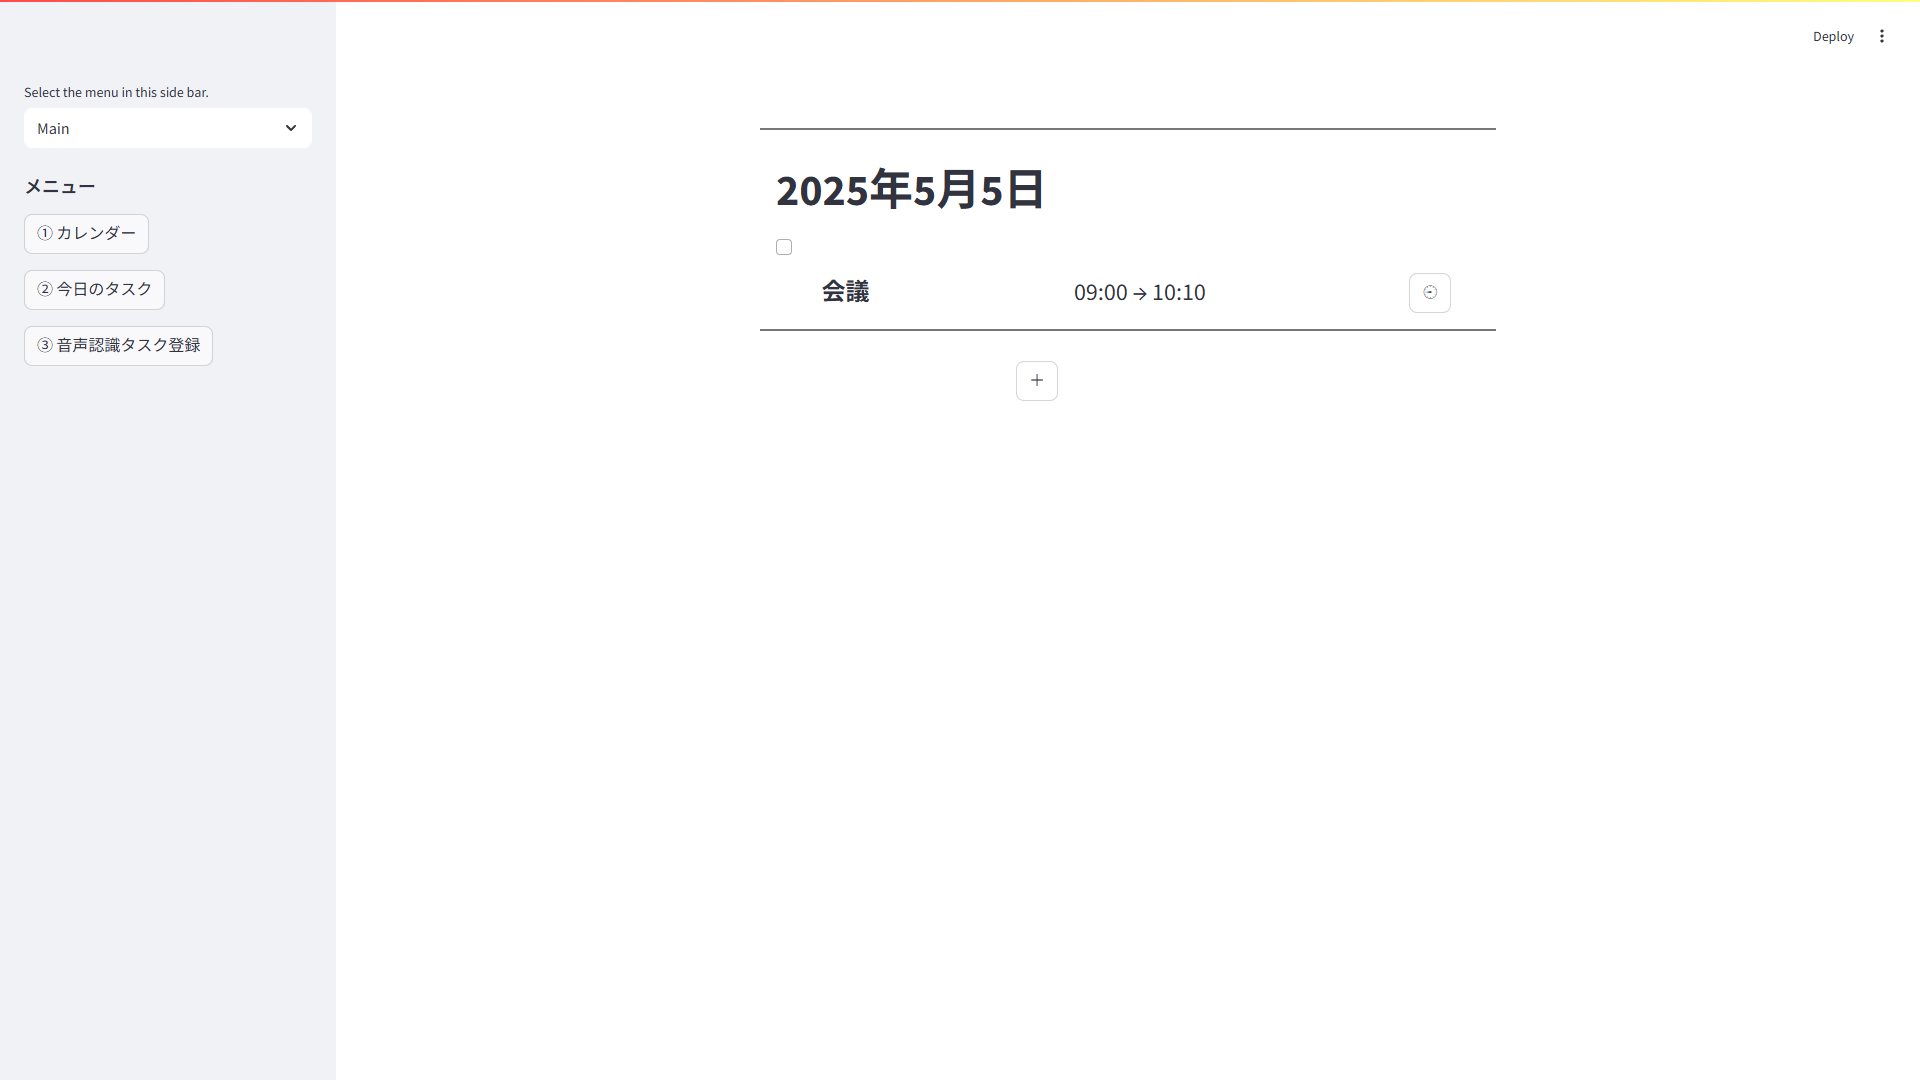 Deploy
Select the menu in this side bar.
Main
メニュー
① カレンダー
② 今日のタスク
③ 音声認識タスク登録
2025年5月5日
会議
09:00 → 10:10
+